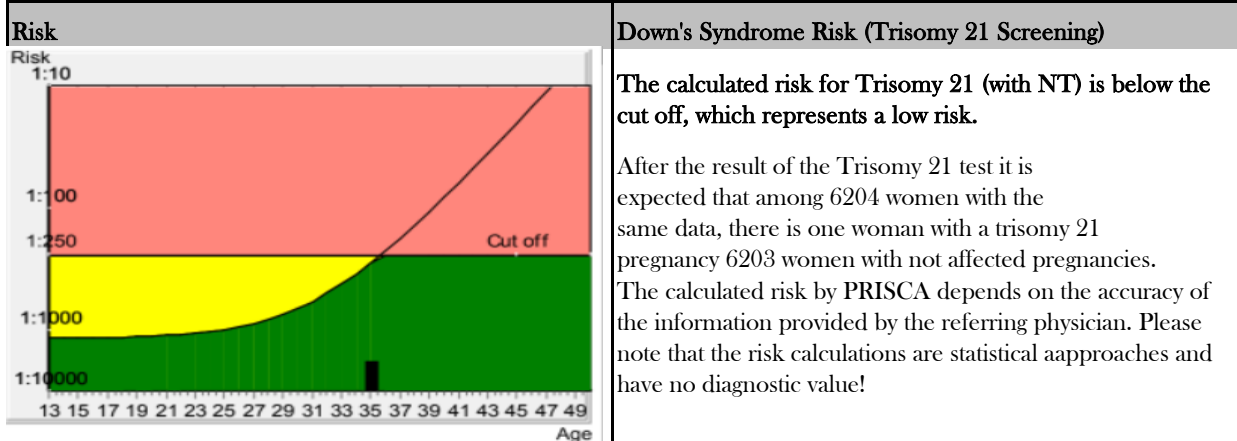 Risk
Down's Syndrome Risk (Trisomy 21 Screening)
Risk
1:10
1:100
1:250
Cut off
1:1000
1:10000
13 15 17 19 21 23 25 27 29 31 33 35 37 39 41 43 45 47 49
Age
The calculated risk for Trisomy 21 (with NT) is below the
cut off, which represents a low risk.
After the result of the Trisomy 21 test it is
expected that among 6204 women with the
same data, there is one woman with a trisomy 21
pregnancy 6203 women with not affected pregnancies.
The calculated risk by PRISCA depends on the accuracy of
the information provided by the referring physician. Please
note that the risk calculations are statistical aapproaches and
have no diagnostic value!